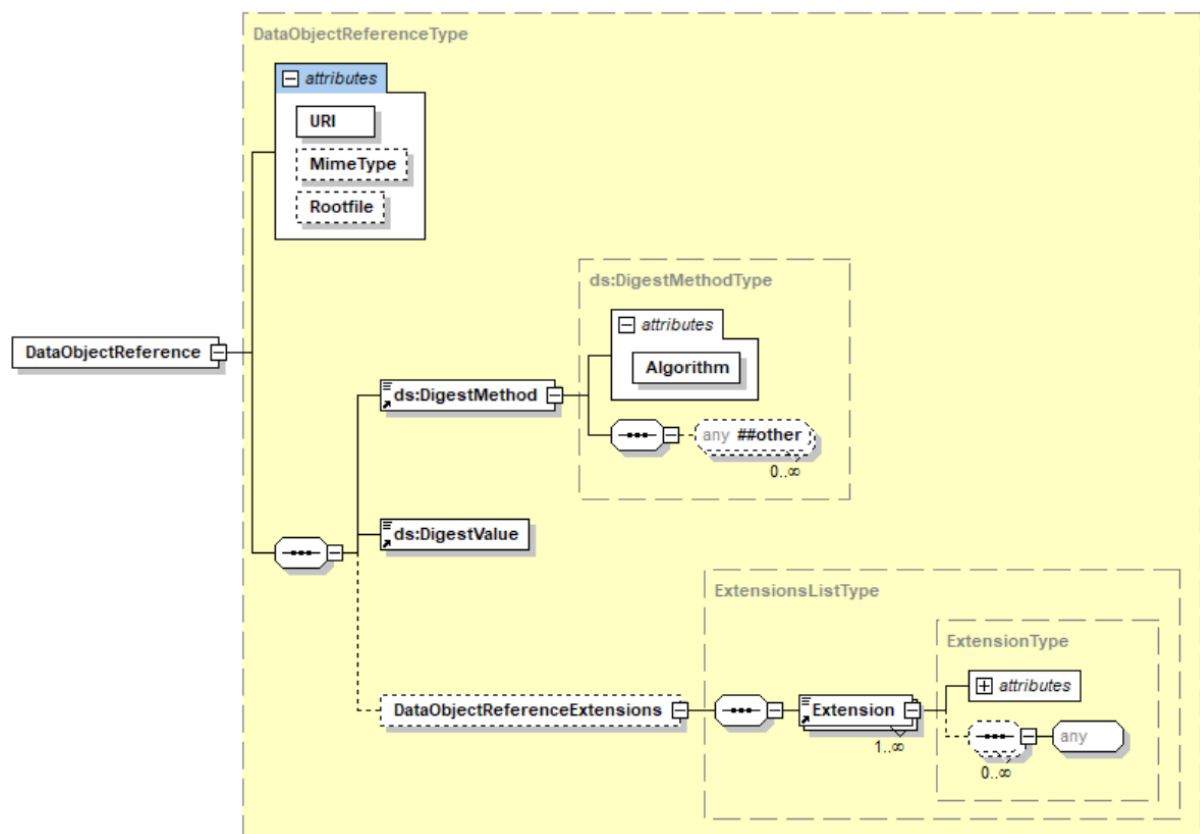 DataObjectReferenceType
attributes
URI
MimeType
Rootfile
ds:DigestMethodType
attributes
Algorithm
DataObjectReference
ds:DigestMethod
any ##other
0..∞
ds:DigestValue
ExtensionsListType
ExtensionType
attributes
DataObjectReferenceExtensions
Extension
1..∞
any
0..∞